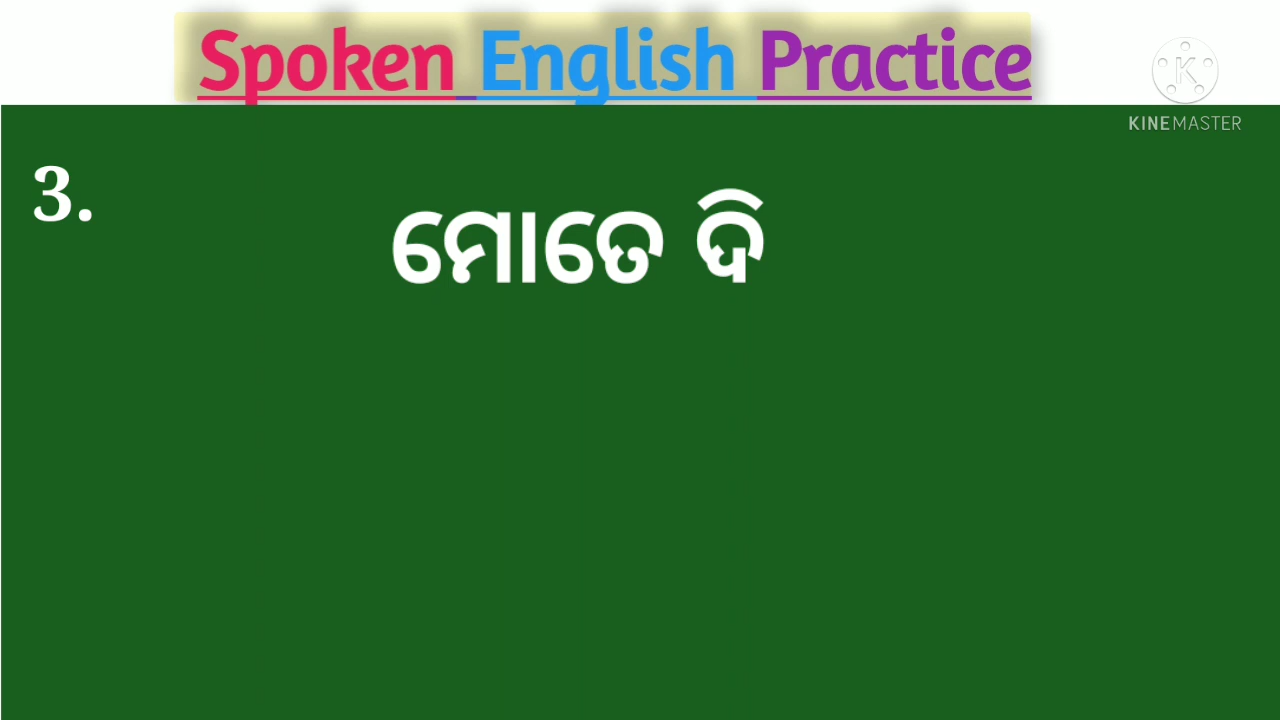 Spoken English Practice
KINEMASTER
3.
ମୋତେ ଦି